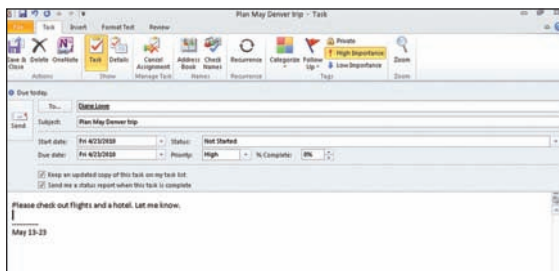 Plan May Denver trip - Task
File Task Insert Format Text Review
Save & Close Delete OneNote Task Details Cancel Assignment Address Book Check Names Recurrence Categorize Follow Up Private High Importance Low Importance Zoom
Actions Show Manage Task Names Recurrence Tags Zoom
Due today.
To... Diane Lowe
Send
Subject: Plan May Denver trip
Start date: Fri 4/23/2010 Status: Not Started
Due date: Fri 4/23/2010 Priority: High % Complete: 0%
Keep an updated copy of this task on my task list
Send me a status report when this task is complete
Please check out flights and a hotel. Let me know.
May 13-23